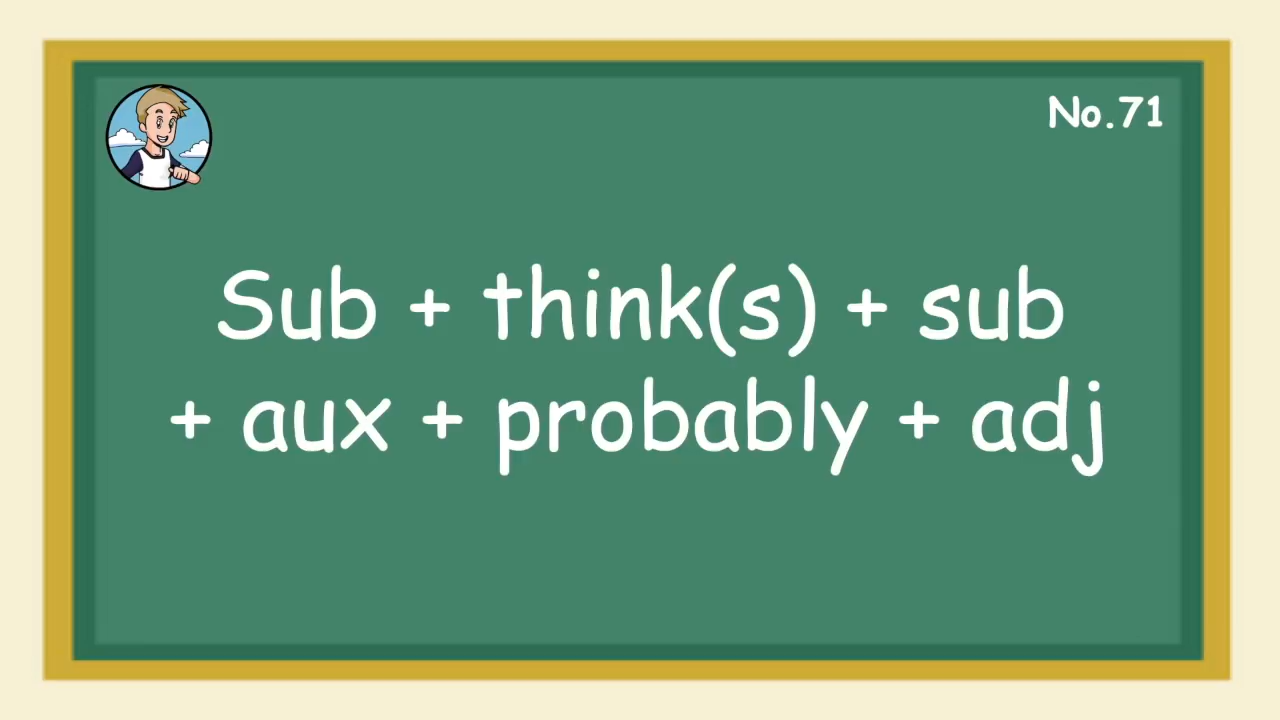 No.71
Sub + think(s) + sub
+ aux + probably + adj